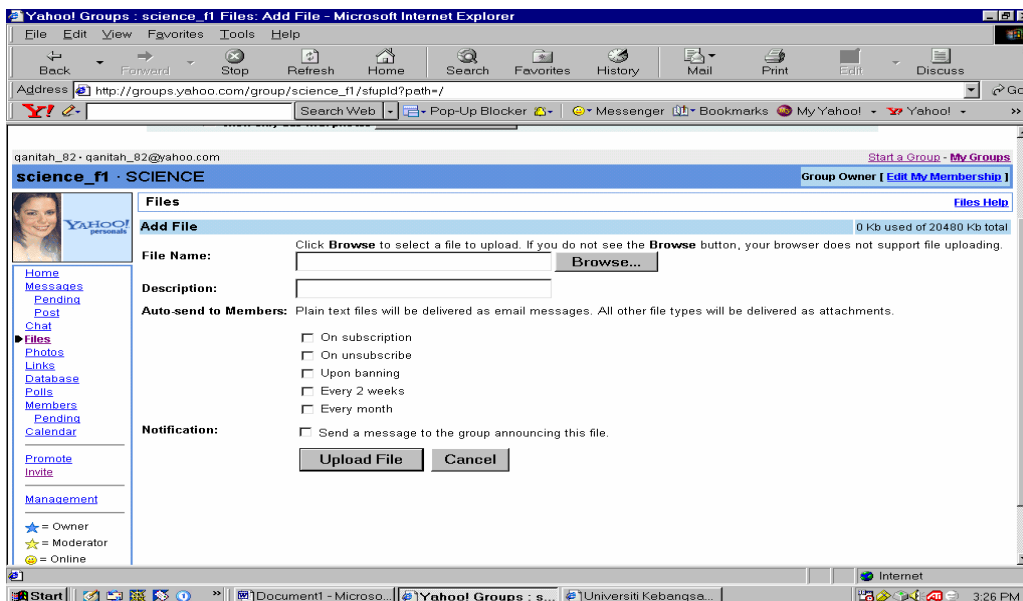 Yahoo! Groups : science_f1 Files: Add File - Microsoft Internet Explorer
File Edit View Favorites Tools Help
Back Forward Stop Refresh Home Search Favorites History Mail Print Edit Discuss
Address http://groups.yahoo.com/group/science_f1/sfupld?path=/ Go
Y! Search Web Pop-Up Blocker Messenger Bookmarks My Yahoo! Yahoo! »
qanitah_82 · qanitah_82@yahoo.com Start a Group - My Groups
science_f1 · SCIENCE Group Owner [ Edit My Membership ]
YAHOO! personals
Files Files Help
Add File 0 Kb used of 20480 Kb total
Click Browse to select a file to upload. If you do not see the Browse button, your browser does not support file uploading.
File Name: Browse...
Description:
Auto-send to Members: Plain text files will be delivered as email messages. All other file types will be delivered as attachments.
On subscription
On unsubscribe
Upon banning
Every 2 weeks
Every month
Notification: Send a message to the group announcing this file.
Upload File Cancel
Home
Messages
Pending
Post
Chat
Files
Photos
Links
Database
Polls
Members
Pending
Calendar
Promote
Invite
Management
= Owner
= Moderator
= Online
Internet
Start » Document1 - Microso... Yahoo! Groups : s... Universiti Kebangsa... 3:26 PM